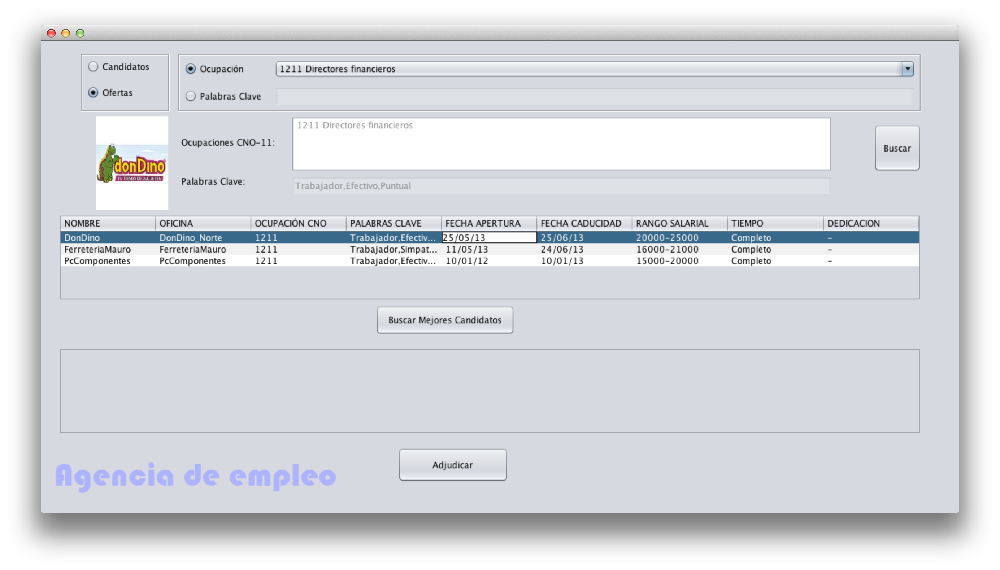 Candidatos
Ofertas
Ocupación 1211 Directores financieros
Palabras Clave
donDino
TU TIENDA DE JUGUETES
Ocupaciones CNO-11: 1211 Directores financieros
Buscar
Palabras Clave: Trabajador,Efectivo,Puntual
NOMBRE OFICINA OCUPACIÓN CNO PALABRAS CLAVE FECHA APERTURA FECHA CADUCIDAD RANGO SALARIAL TIEMPO DEDICACION
DonDino DonDino_Norte 1211 Trabajador,Efectiv... 25/05/13 25/06/13 20000-25000 Completo -
FerreteriaMauro FerreteriaMauro 1211 Trabajador,Simpat... 11/05/13 24/06/13 16000-21000 Completo -
PcComponentes PcComponentes 1211 Trabajador,Efectiv... 10/01/12 10/01/13 15000-20000 Completo -
Buscar Mejores Candidatos
Adjudicar
Agencia de empleo